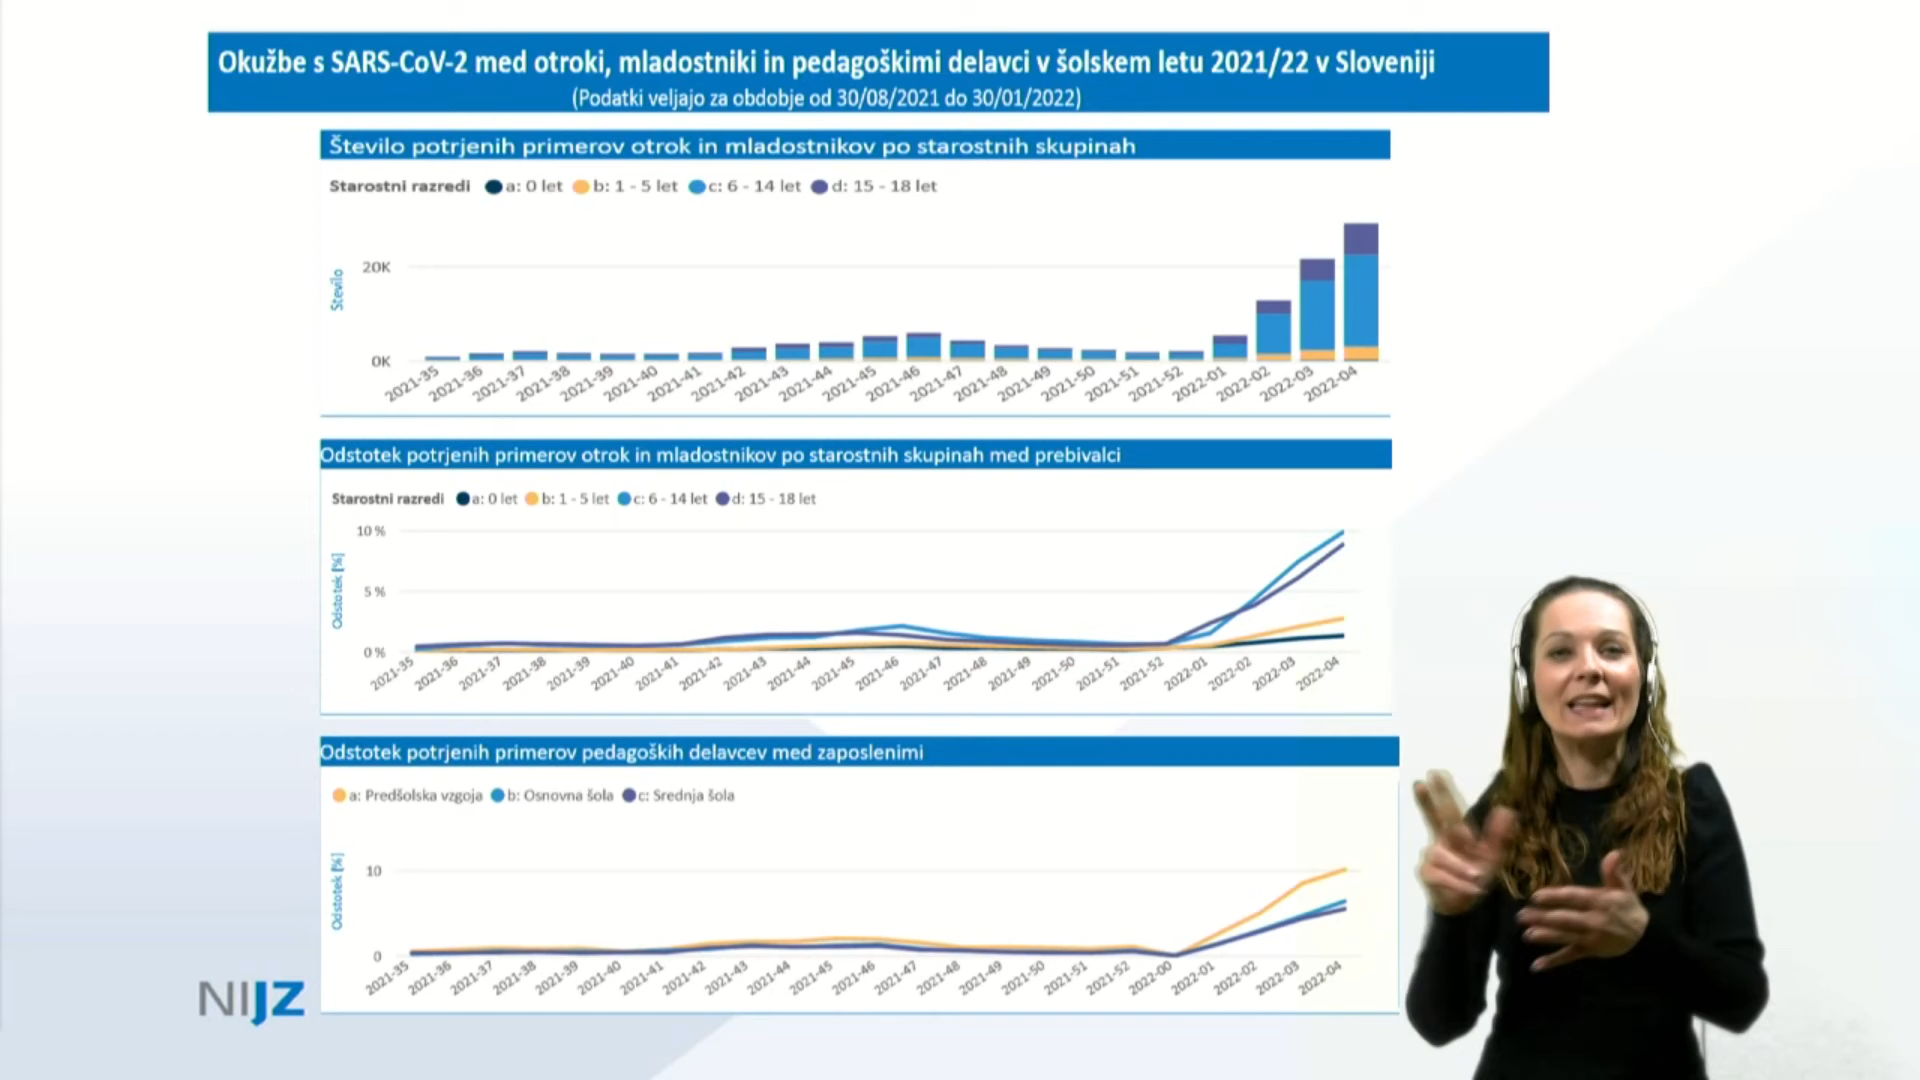 Okužbe s SARS-CoV-2 med otroki, mladostniki in pedagoškimi delavci v šolskem letu 2021/22 v Sloveniji
(Podatki veljajo za obdobje od 30/08/2021 do 30/01/2022)
Število potrjenih primerov otrok in mladostnikov po starostnih skupinah
Starostni razredi a: 0 let b: 1 - 5 let c: 6 - 14 let d: 15 - 18 let
Število
20K
0K
2021-35 2021-36 2021-37 2021-38 2021-39 2021-40 2021-41 2021-42 2021-43 2021-44 2021-45 2021-46 2021-47 2021-48 2021-49 2021-50 2021-51 2021-52 2022-01 2022-02 2022-03 2022-04
Odstotek potrjenih primerov otrok in mladostnikov po starostnih skupinah med prebivalci
Starostni razredi a: 0 let b: 1 - 5 let c: 6 - 14 let d: 15 - 18 let
Odstotek [%]
10 %
5 %
0 %
2021-35 2021-36 2021-37 2021-38 2021-39 2021-40 2021-41 2021-42 2021-43 2021-44 2021-45 2021-46 2021-47 2021-48 2021-49 2021-50 2021-51 2021-52 2022-01 2022-02 2022-03 2022-04
Odstotek potrjenih primerov pedagoških delavcev med zaposlenimi
a: Predšolska vzgoja b: Osnovna šola c: Srednja šola
Odstotek [%]
10
0
2021-35 2021-36 2021-37 2021-38 2021-39 2021-40 2021-41 2021-42 2021-43 2021-44 2021-45 2021-46 2021-47 2021-48 2021-49 2021-50 2021-51 2021-52 2022-00 2022-01 2022-02 2022-03 2022-04
NIJZ